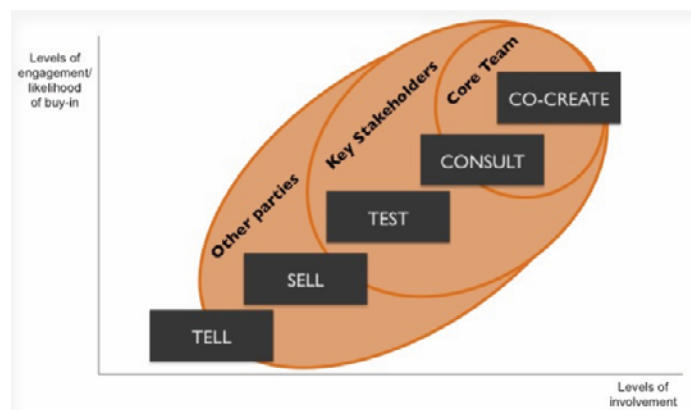 Levels of
engagement/
likelihood
of buy-in
Other parties
Key Stakeholders
Core Team
CO-CREATE
CONSULT
TEST
SELL
TELL
Levels of
involvement